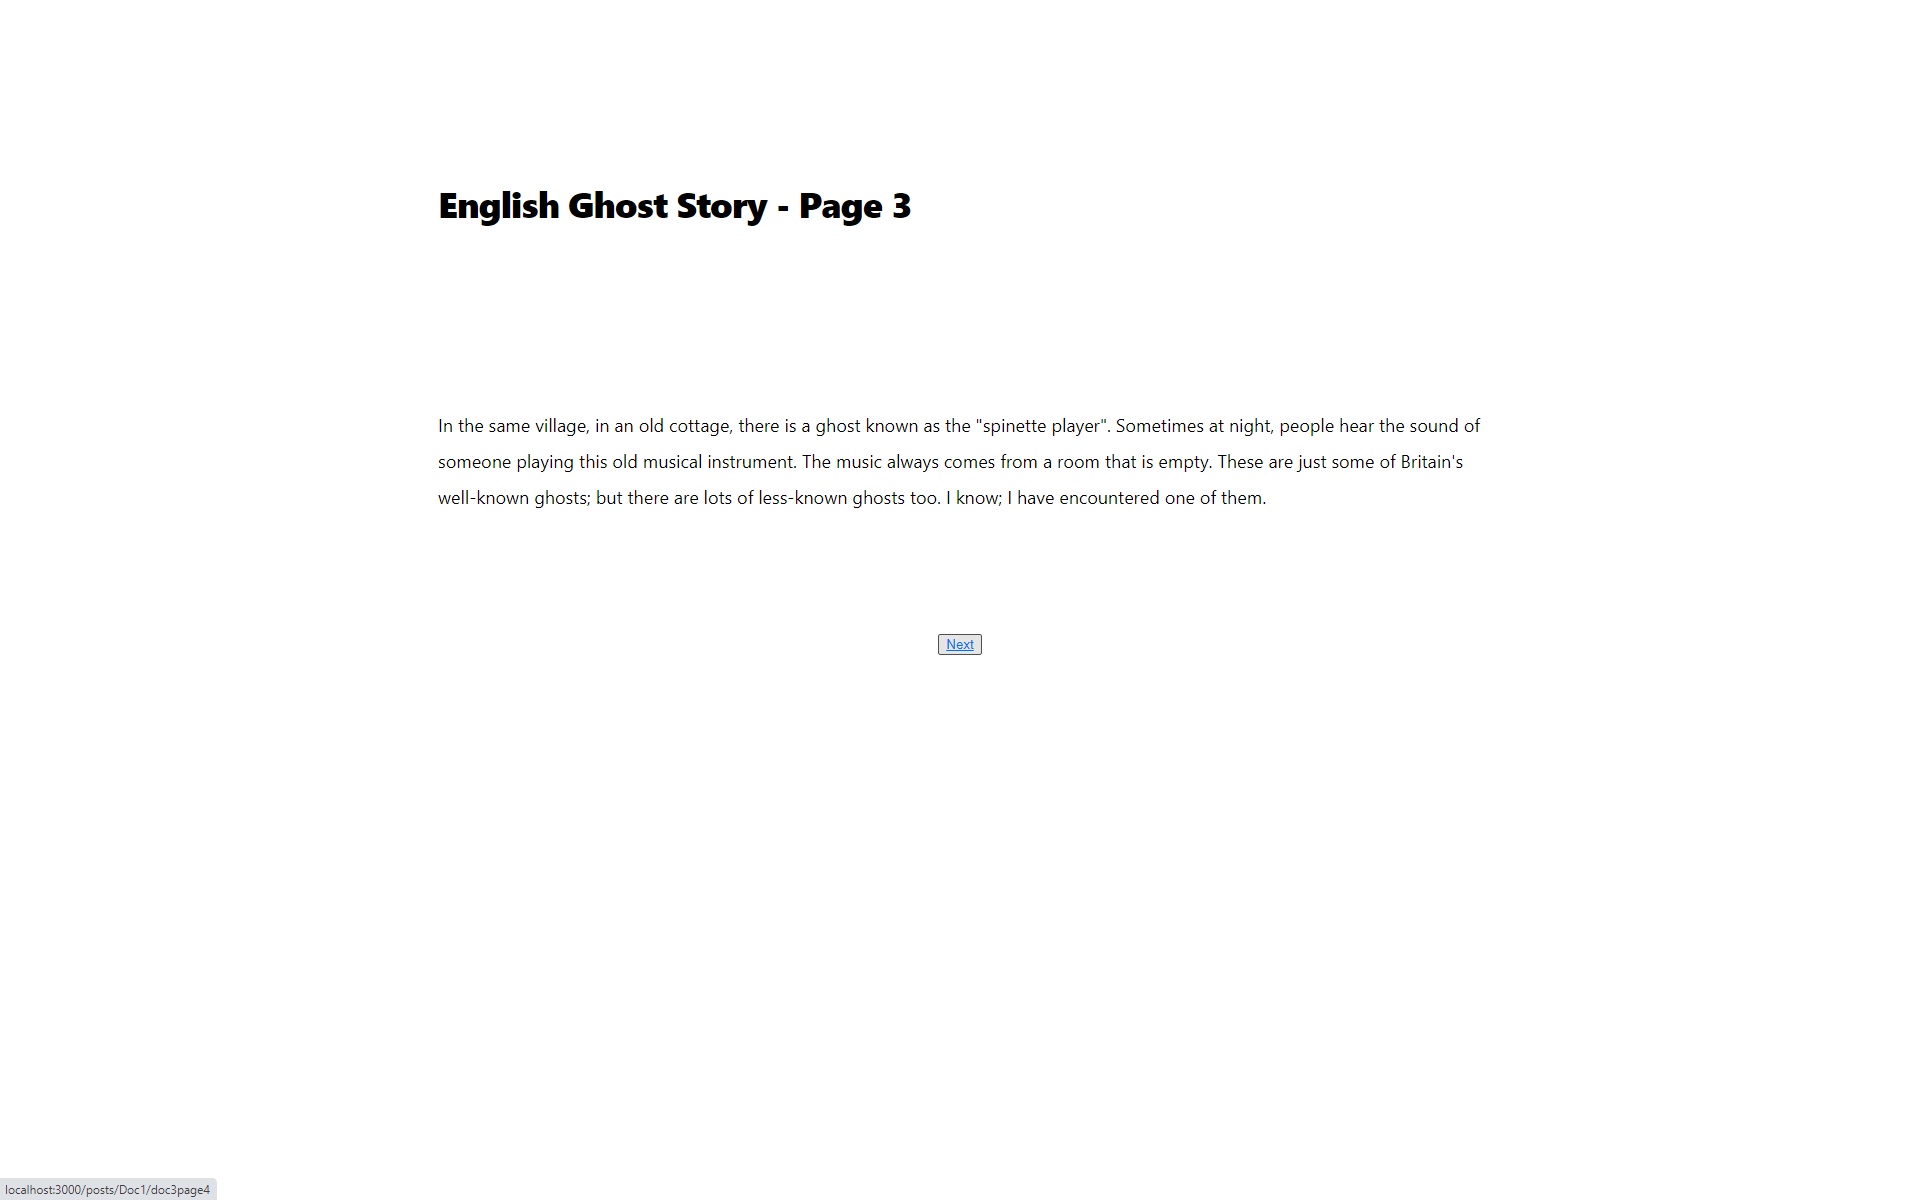 English Ghost Story - Page 3
In the same village, in an old cottage, there is a ghost known as the "spinette player". Sometimes at night, people hear the sound of
someone playing this old musical instrument. The music always comes from a room that is empty. These are just some of Britain's
well-known ghosts; but there are lots of less-known ghosts too. I know; I have encountered one of them.
Next
localhost:3000/posts/Doc1/doc3page4